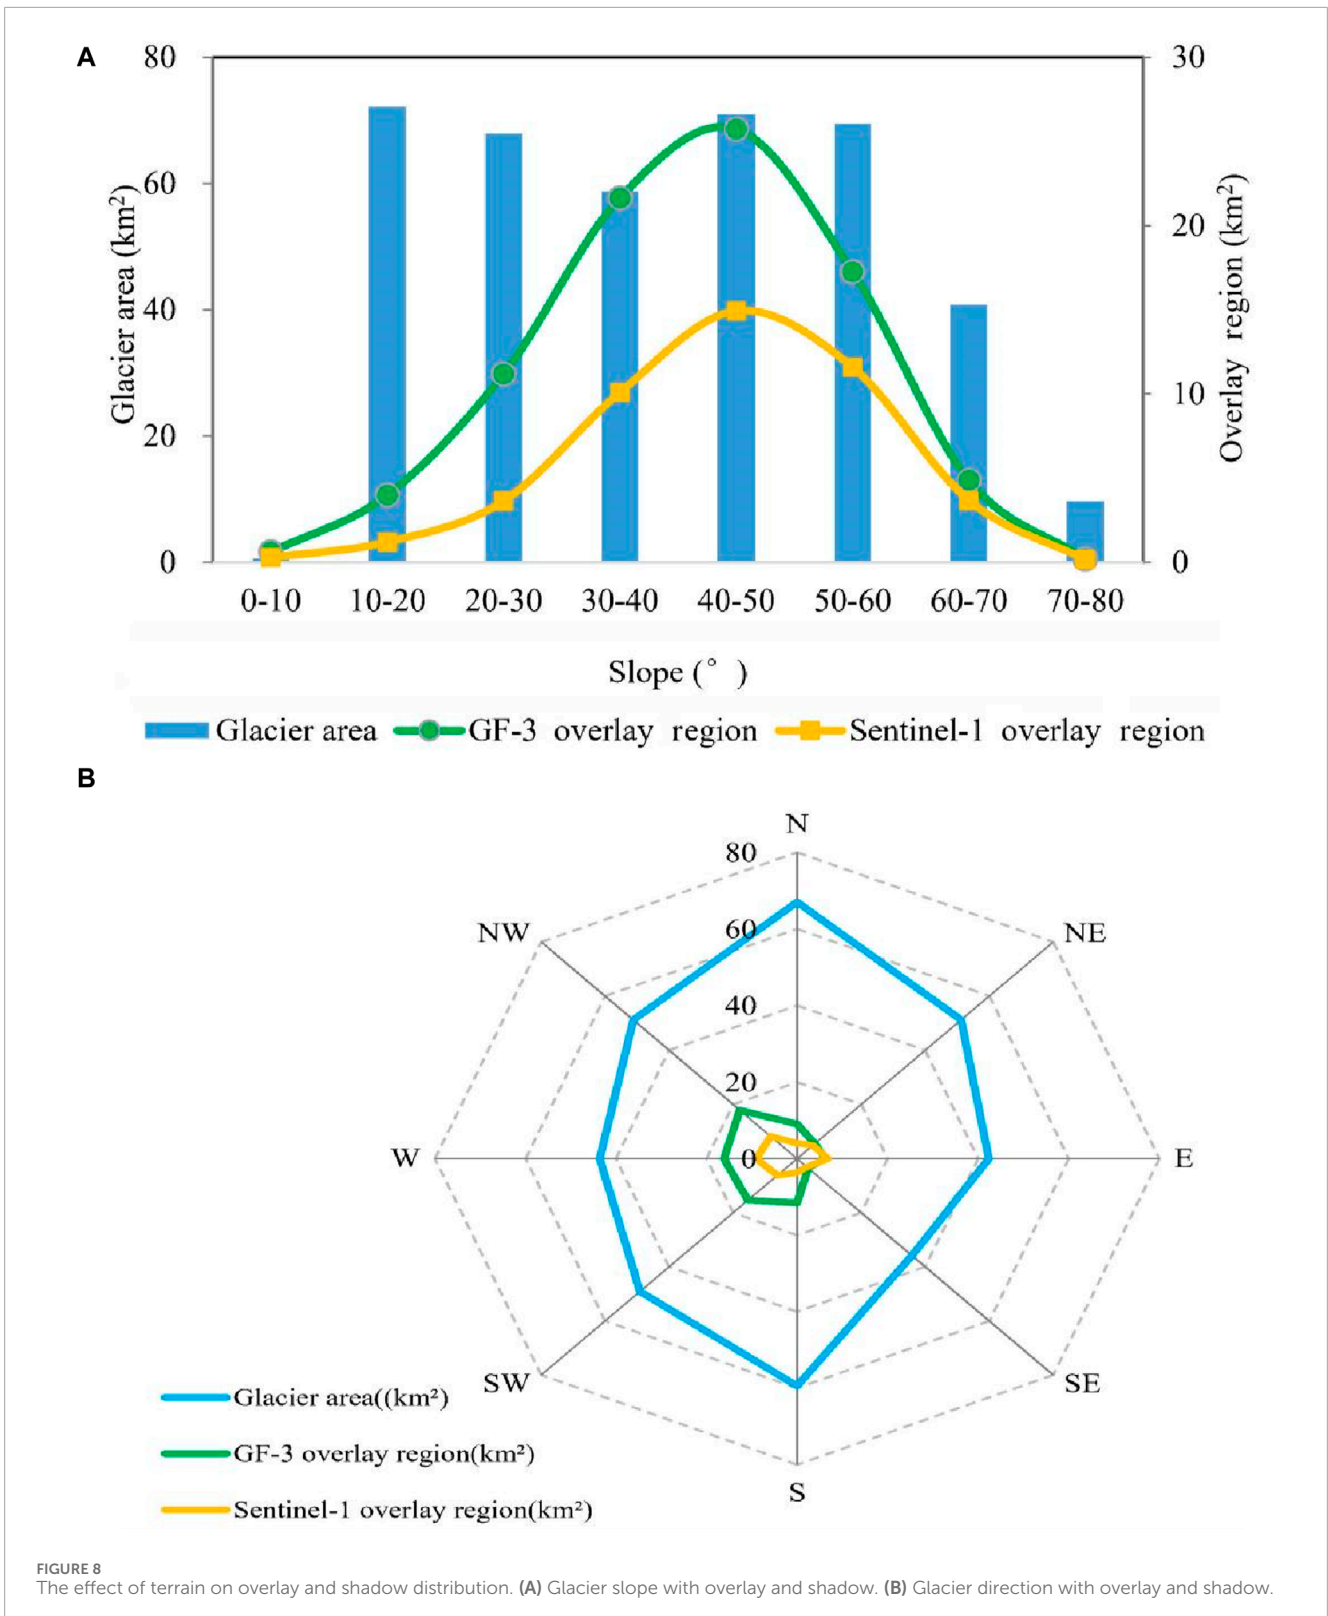 A
80
30
60
20
40
10
20
0
0
Glacier area (km²)
Overlay region (km²)
0-10 10-20 20-30 30-40 40-50 50-60 60-70 70-80
Slope (° )
Glacier area GF-3 overlay region Sentinel-1 overlay region
B
N
80
NW
NE
60
40
20
W
0
E
SW
SE
S
Glacier area((km²)
GF-3 overlay region(km²)
Sentinel-1 overlay region(km²)
FIGURE 8
The effect of terrain on overlay and shadow distribution. (A) Glacier slope with overlay and shadow. (B) Glacier direction with overlay and shadow.